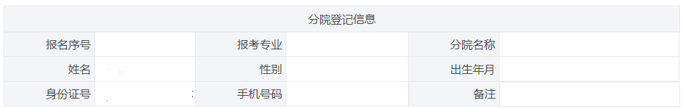 分院登记信息
报名序号 报考专业 分院名称
姓名 性别 出生年月
身份证号 手机号码 备注